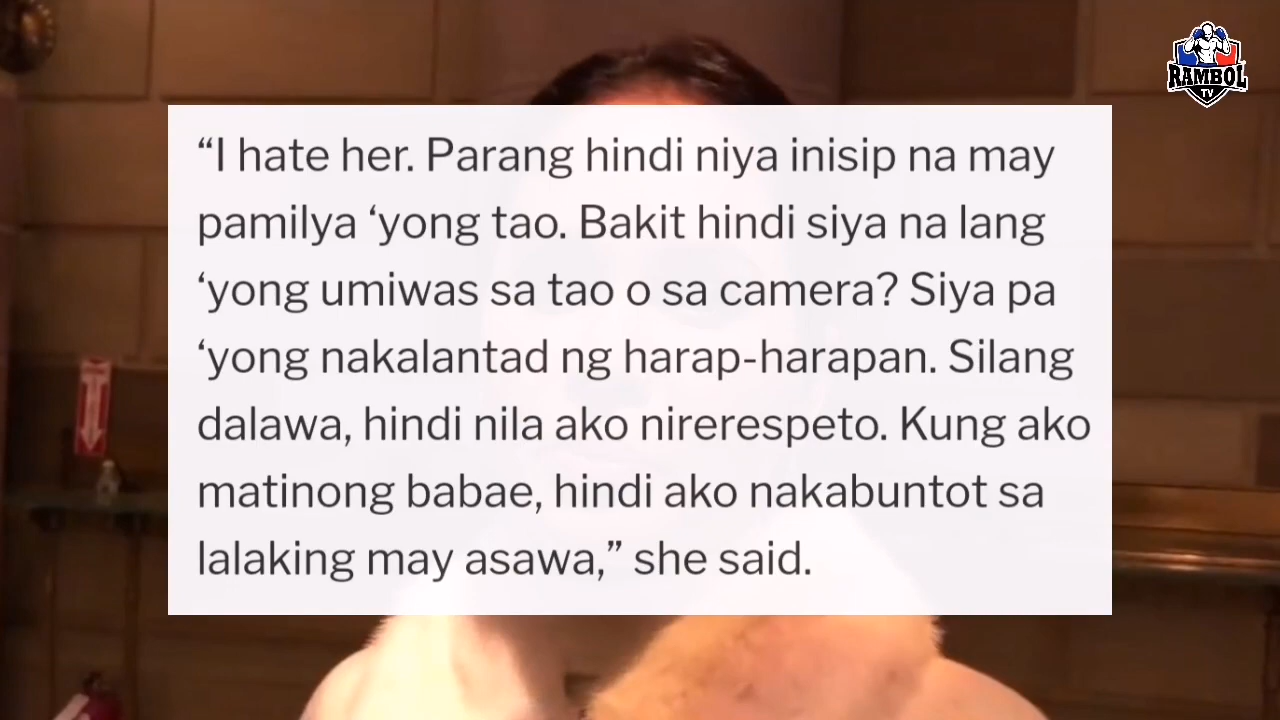 RAMBOL
TV
“I hate her. Parang hindi niya inisip na may
pamilya ‘yong tao. Bakit hindi siya na lang
‘yong umiwas sa tao o sa camera? Siya pa
‘yong nakalantad ng harap-harapan. Silang
dalawa, hindi nila ako nirerespeto. Kung ako
matinong babae, hindi ako nakabuntot sa
lalaking may asawa,” she said.